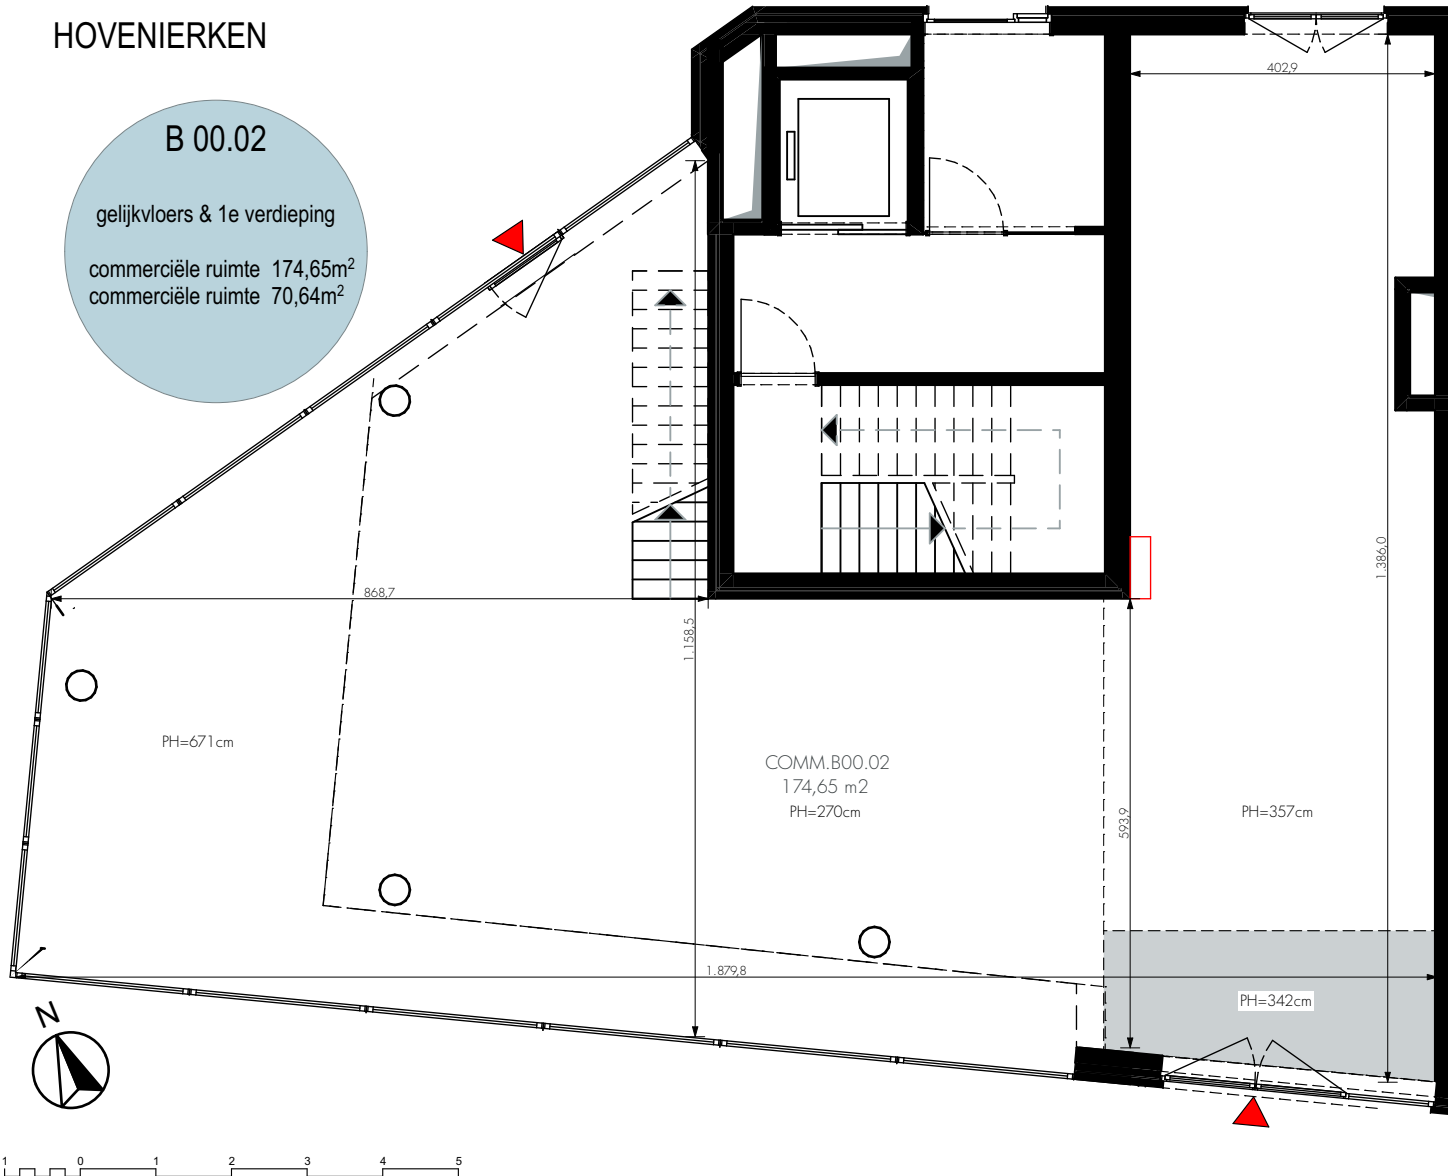 HOVENIERKEN
B 00.02
gelijkvloers & 1e verdieping
commerciële ruimte 174,65m²
commerciële ruimte 70,64m²
402,9
868,7
1.158,5
1.386,0
PH=671cm
COMM.B00.02
174,65 m2
PH=270cm
593,9
PH=357cm
1.879,8
PH=342cm
N
1 0 1 2 3 4 5